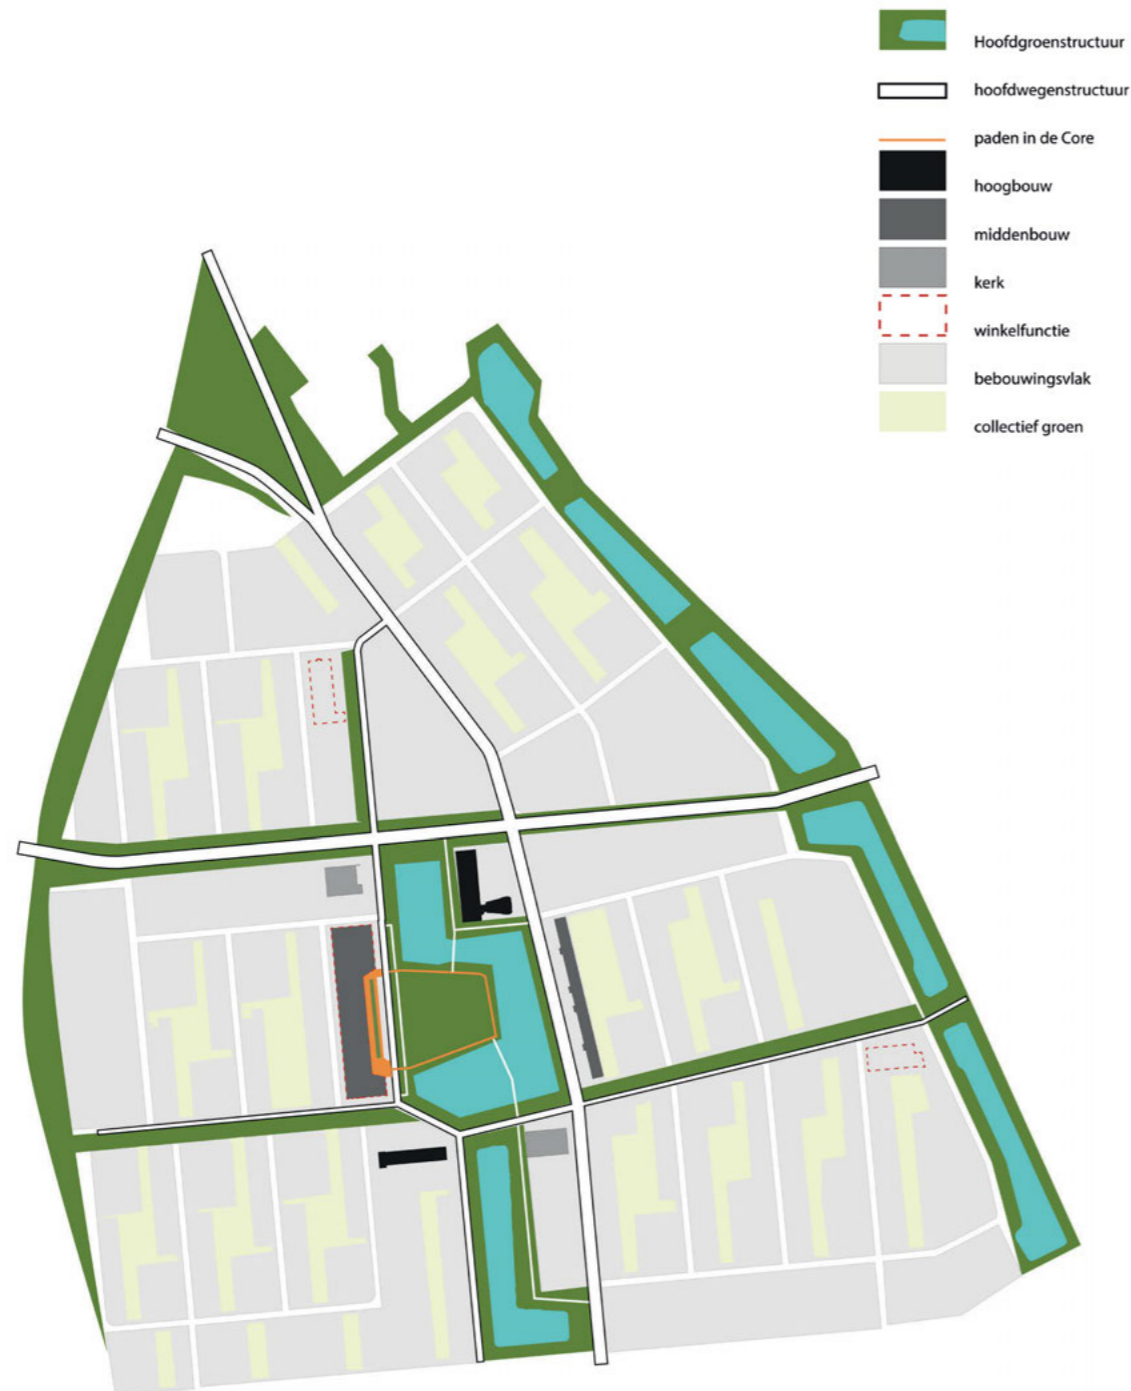 Hoofdgroenstructuur
hoofdwegenstructuur
paden in de Core
hoogbouw
middenbouw
kerk
winkelfunctie
bebouwingsvlak
collectief groen